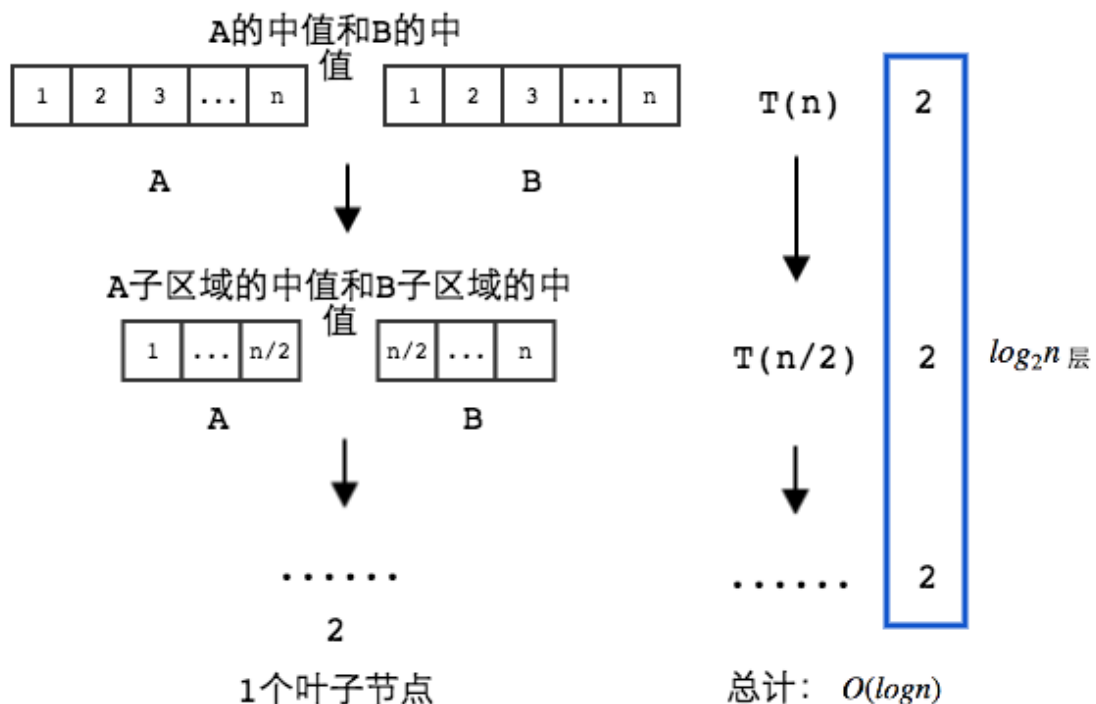 A的中值和B的中
值
1 2 3 ... n
1 2 3 ... n
T(n) 2
A
B
A子区域的中值和B子区域的中
值
1 ... n/2
n/2 ... n
T(n/2) 2
log₂n 层
A
B
......
...... 2
2
1个叶子节点
总计： O(logn)